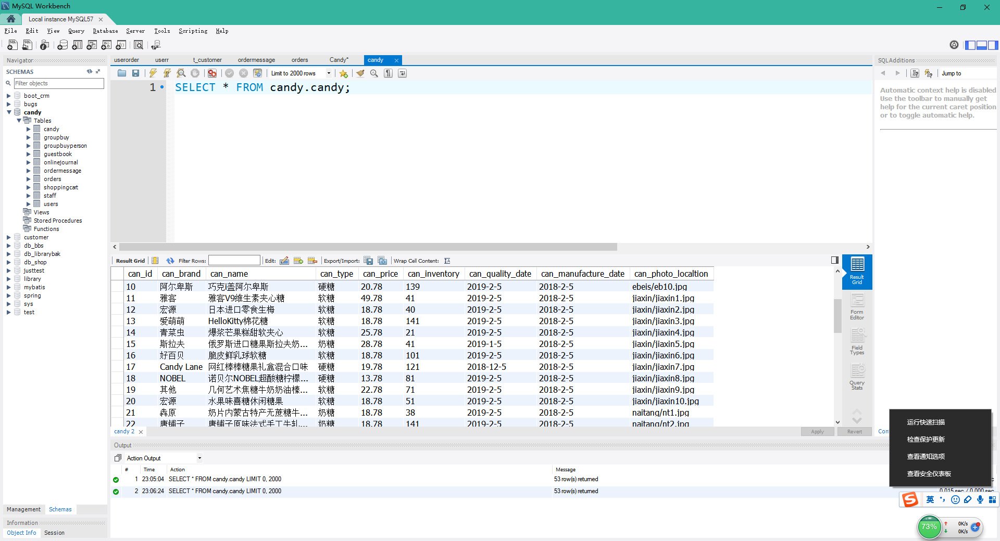 MySQL Workbench
Local instance MySQL57
File Edit View Query Database Server Tools Scripting Help
Navigator
SCHEMAS
Filter objects
boot_crm
bugs
candy
Tables
candy
groupbuy
groupbuyperson
guestbook
onlinejournal
ordermessage
orders
shoppingcart
staff
users
Views
Stored Procedures
Functions
customer
db_bbs
db_librarybak
db_shop
justtest
library
mybatis
spring
sys
test
Management Schemas
Information
Object Info Session
userorder userr t_customer ordermessage orders Candy* candy
Limit to 2000 rows
1 SELECT * FROM candy.candy;
SQLAdditions
Jump to
Automatic context help is disabled
Use the toolbar to manually get
help for the current caret position
or to toggle automatic help.
Result Grid Filter Rows: Edit: Export/Import: Wrap Cell Content:
can_id can_brand can_name can_type can_price can_inventory can_quality_date can_manufacture_date can_photo_localtion
10 阿尔卑斯 巧克i盖阿尔卑斯 硬糖 20.78 139 2019-2-5 2018-2-5 ebeis/eb10.jpg
11 雅客 雅客V9维生素夹心糖 软糖 49.78 41 2019-2-5 2018-2-5 jiaxin/jiaxin1.jpg
12 宏源 日本进口零食生梅 软糖 18.78 40 2019-2-5 2018-2-5 jiaxin/jiaxin2.jpg
13 爱萌萌 HelloKitty棉花糖 软糖 18.78 141 2019-2-5 2018-2-5 jiaxin/jiaxin3.jpg
14 青菜虫 爆浆芒果糕甜软夹心 软糖 25.78 21 2019-2-5 2018-2-5 jiaxin/jiaxin4.jpg
15 斯拉夫 俄罗斯进口糖果斯拉夫奶... 奶糖 28.78 41 2019-1-5 2018-2-5 jiaxin/jiaxin5.jpg
16 好百贝 脆皮鲜乳球软糖 软糖 18.78 101 2019-2-5 2018-2-5 jiaxin/jiaxin6.jpg
17 Candy Lane 网红棒棒糖果礼盒混合口味 硬糖 19.78 121 2018-12-5 2018-2-5 jiaxin/jiaxin7.jpg
18 NOBEL 诺贝尔NOBEL超酸糖柠檬... 硬糖 13.78 81 2019-2-5 2018-2-5 jiaxin/jiaxin8.jpg
19 其他 几何艺术焦糖牛奶奶油榛... 软糖 22.78 71 2019-2-5 2018-2-5 jiaxin/jiaxin9.jpg
20 宏源 水果味喜糖休闲糖果 软糖 18.78 51 2019-2-5 2018-2-5 jiaxin/jiaxin10.jpg
21 犇原 奶片内蒙古特产无蔗糖牛... 奶糖 18.78 38 2019-2-5 2018-2-5 naitang/nt1.jpg
22 唐铺子 唐铺子原味法式手工牛轧... 奶糖 18.78 141 2019-2-5 2018-2-5 naitang/nt2.jpg
Result
Grid
Form
Editor
Field
Types
Query
Stats
candy 2
Apply Revert
Output
Action Output
# Time Action Message
1 23:05:04 SELECT * FROM candy.candy LIMIT 0, 2000 53 row(s) returned
2 23:06:24 SELECT * FROM candy.candy LIMIT 0, 2000 53 row(s) returned 0.015 sec / 0.000 sec
运行快速扫描
检查保护更新
查看通知选项
查看安全仪表板
英
73% 0K/s
0K/s